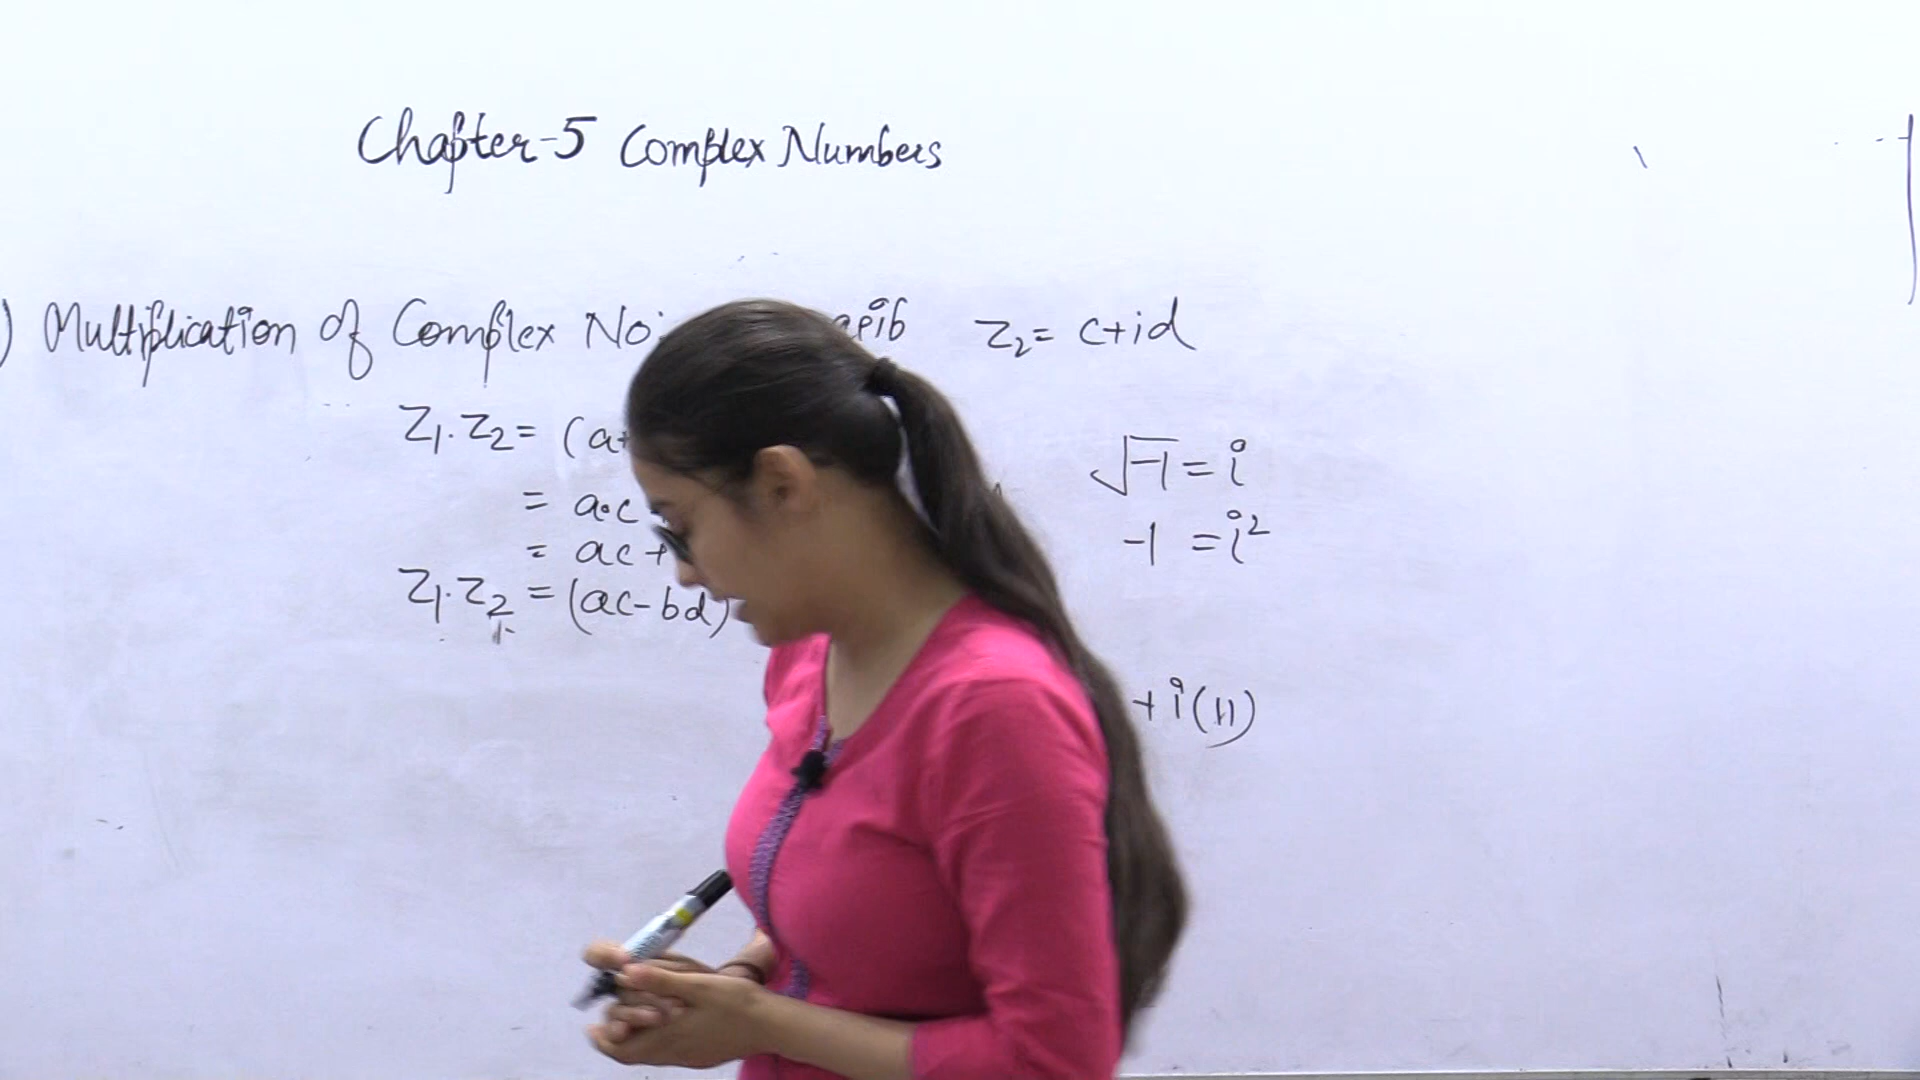 Chapter-5 Complex Numbers
) Multiplication of Complex No: Z2= c+id
Z1.Z2= (a+
= a.c
= ac+
Z1.Z2 = (ac-bd)
√-1 = i
-1 = i²
+i(11)